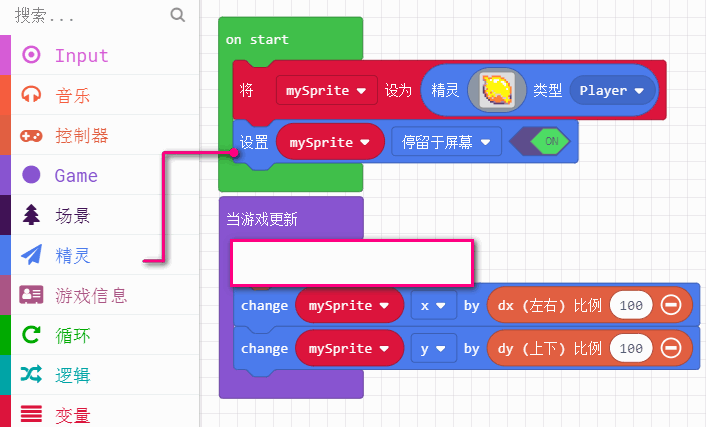 搜索...
Input
音乐
控制器
Game
场景
精灵
游戏信息
循环
逻辑
变量
on start
将 mySprite 设为 精灵 类型 Player
设置 mySprite 停留于屏幕 ON
当游戏更新
change mySprite x by dx (左右) 比例 100
change mySprite y by dy (上下) 比例 100